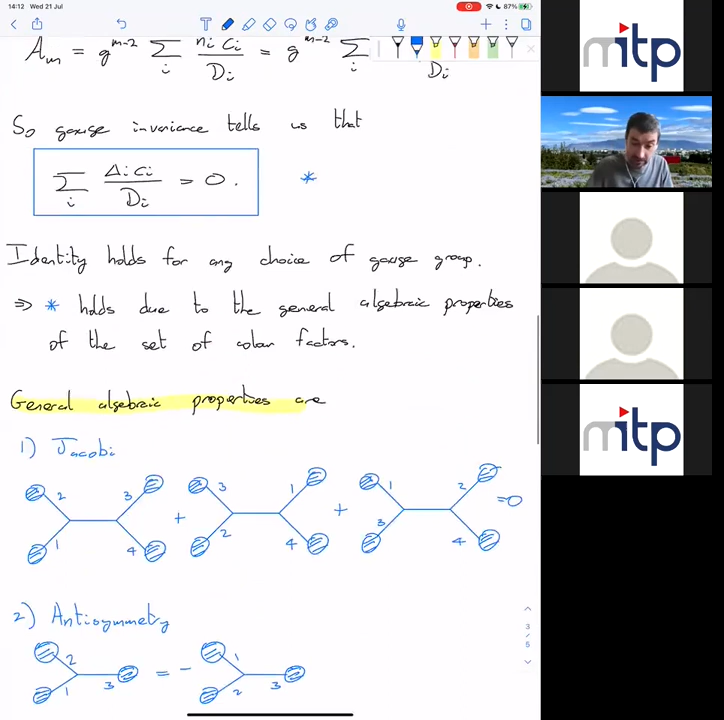 14:12 Wed 21 Jul
87%
A_m = g^{m-2} Σ_i n_i c_i / D_i = g^{m-2} Σ_i / D_i
So gauge invariance tells us that
Σ_i Δ_i c_i / D_i = 0. *
Identity holds for any choice of gauge group.
⇒ * holds due to the general algebraic properties
of the set of colour factors.
General algebraic properties are
1) Jacobi
2 3 3 1 1 2
+ + =0
1 4 2 4 3 4
2) Antisymmetry
2 1
= -
1 3 2 3
3
/
5
mitp
mitp